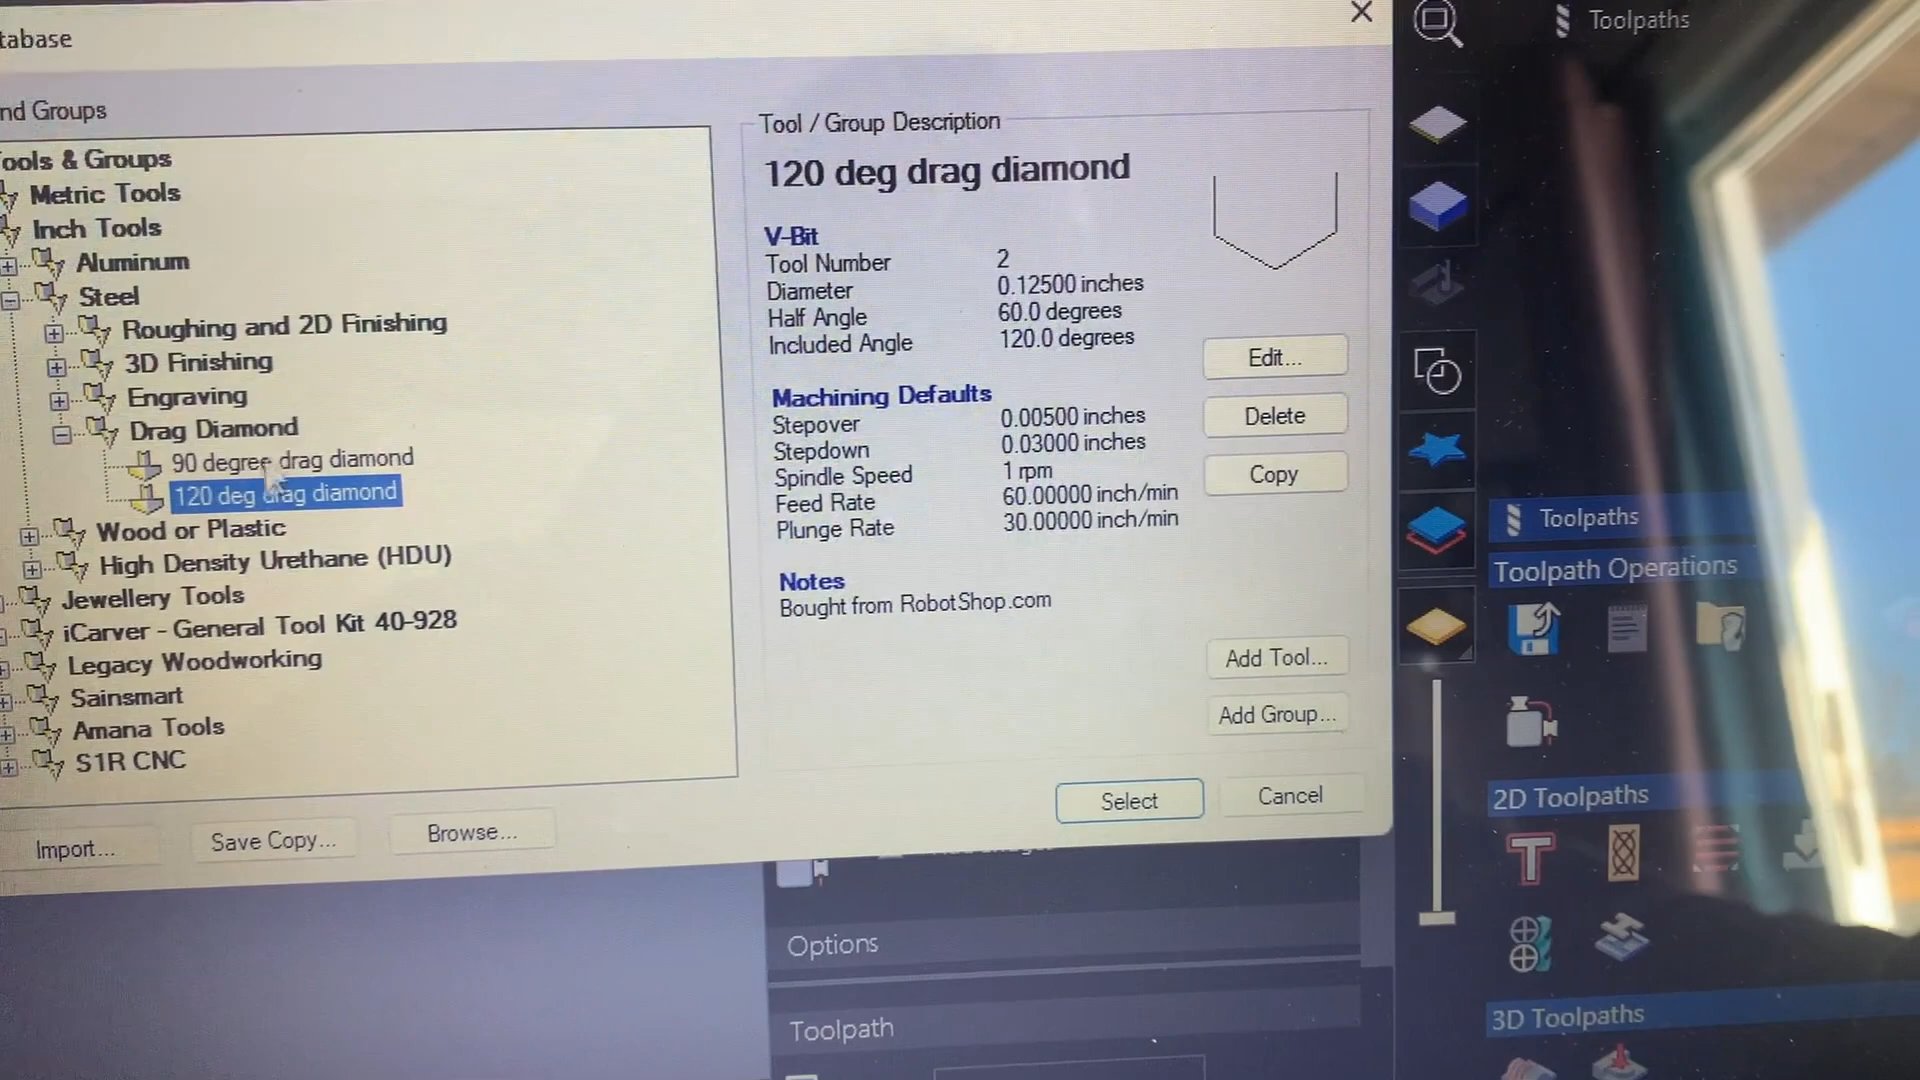 tabase
nd Groups
ools & Groups
Metric Tools
Inch Tools
Aluminum
Steel
Roughing and 2D Finishing
3D Finishing
Engraving
Drag Diamond
90 degree drag diamond
120 deg drag diamond
Wood or Plastic
High Density Urethane (HDU)
Jewellery Tools
iCarver - General Tool Kit 40-928
Legacy Woodworking
Sainsmart
Amana Tools
S1R CNC
Import...
Save Copy...
Browse...
Tool / Group Description
120 deg drag diamond
V-Bit
Tool Number 2
Diameter 0.12500 inches
Half Angle 60.0 degrees
Included Angle 120.0 degrees
Machining Defaults
Stepover 0.00500 inches
Stepdown 0.03000 inches
Spindle Speed 1 rpm
Feed Rate 60.00000 inch/min
Plunge Rate 30.00000 inch/min
Notes
Bought from RobotShop.com
Edit...
Delete
Copy
Add Tool...
Add Group...
Select
Cancel
Options
Toolpath
Toolpaths
Toolpaths
Toolpath Operations
2D Toolpaths
3D Toolpaths